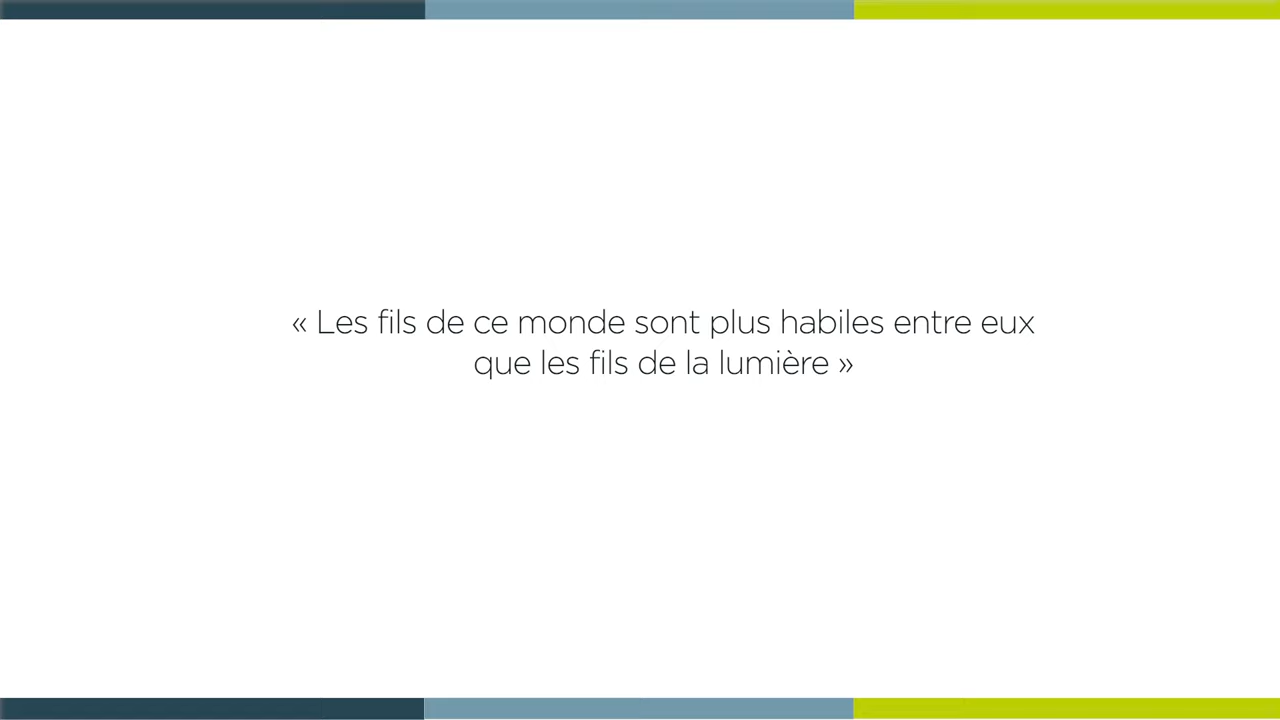 « Les fils de ce monde sont plus habiles entre eux
que les fils de la lumière »